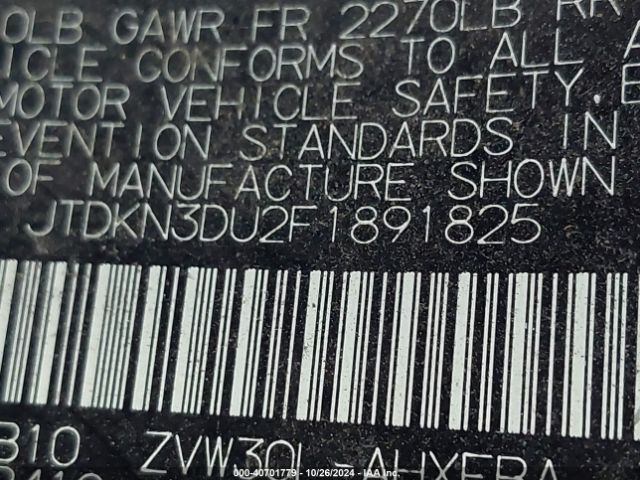 0LB GAWR FR 2270LB RR
ICLE CONFORMS TO ALL A
MOTOR VEHICLE SAFETY, B
EVENTION STANDARDS IN
OF MANUFACTURE SHOWN
JTDKN3DU2F1891825
B10 ZVW30L-AHXEBA
000-40701779 - 10/26/2024 - IAA Inc.